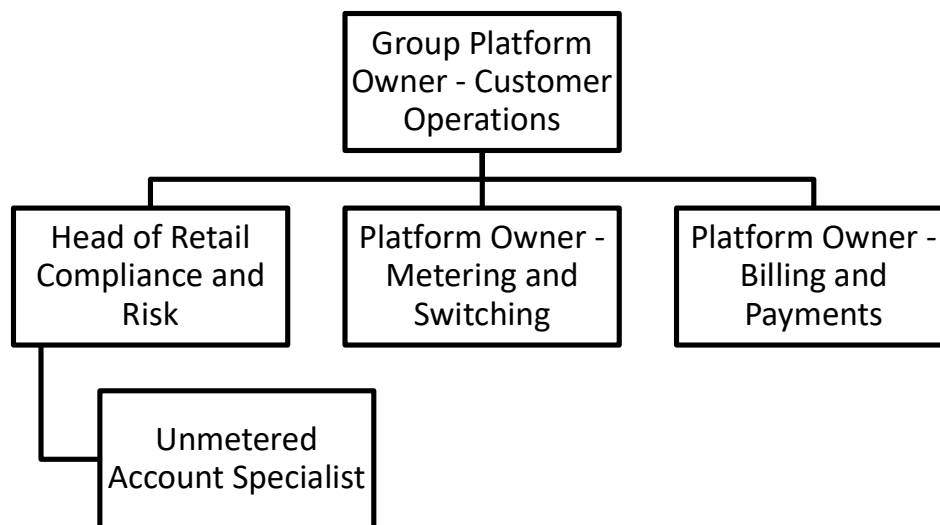 Group Platform
Owner - Customer
Operations
Head of Retail
Compliance and
Risk
Platform Owner -
Metering and
Switching
Platform Owner -
Billing and
Payments
Unmetered
Account Specialist